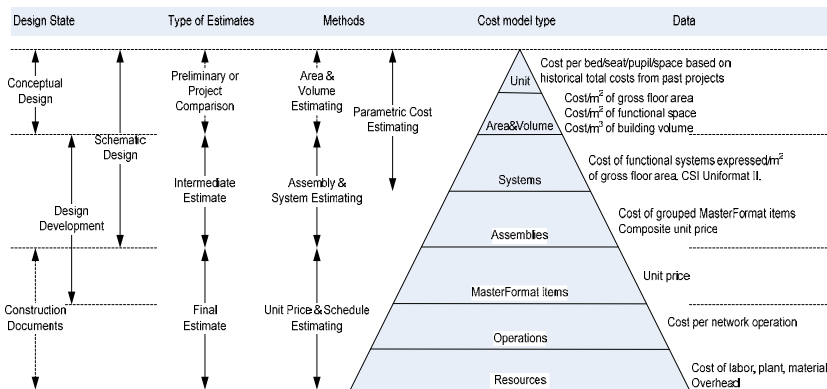 Design State
Type of Estimates
Methods
Cost model type
Data
Conceptual
Design
Schematic
Design
Design
Development
Construction
Documents
Preliminary or
Project
Comparison
Intermediate
Estimate
Final
Estimate
Area &
Volume
Estimating
Parametric Cost
Estimating
Assembly &
System Estimating
Unit Price & Schedule
Estimating
Unit
Area&Volume
Systems
Assemblies
MasterFormat items
Operations
Resources
Cost per bed/seat/pupil/space based on
historical total costs from past projects
Cost/m² of gross floor area
Cost/m² of functional space
Cost/m³ of building volume
Cost of functional systems expressed/m²
of gross floor area. CSI Uniformat II.
Cost of grouped MasterFormat items
Composite unit price
Unit price
Cost per network operation
Cost of labor, plant, material
Overhead